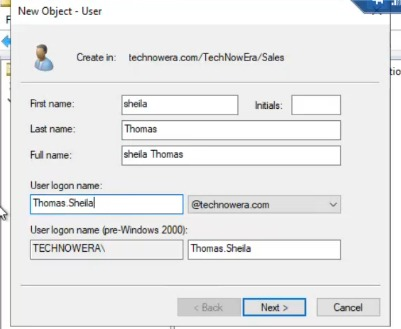 New Object - User
Create in: technowera.com/TechNowEra/Sales
First name: sheila Initials:
Last name: Thomas
Full name: sheila Thomas
User logon name:
Thomas.Sheila @technowera.com
User logon name (pre-Windows 2000):
TECHNOWERA\ Thomas.Sheila
< Back Next > Cancel